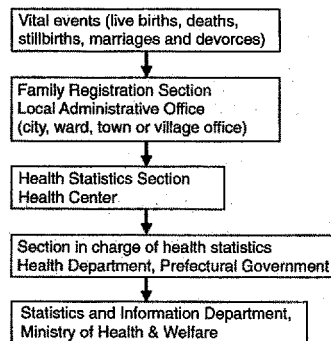 Vital events (live births, deaths,
stillbirths, marriages and devorces)
Family Registration Section
Local Administrative Office
(city, ward, town or village office)
Health Statistics Section
Health Center
Section in charge of health statistics
Health Department, Prefectural Government
Statistics and Information Department,
Ministry of Health & Welfare